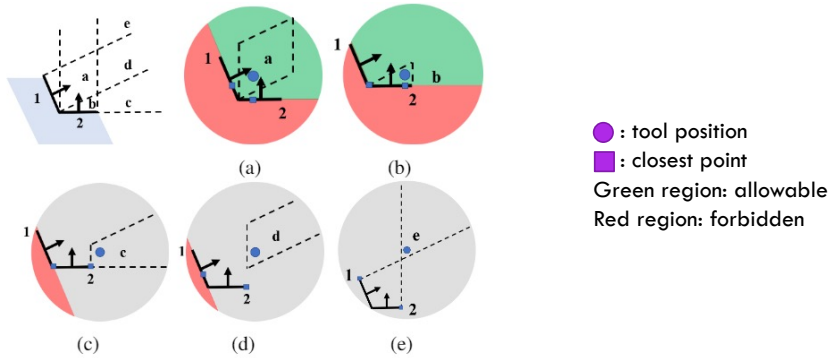 e
a
d
1
b
c
2
a
1
2
(a)
1
b
2
(b)
1
c
2
(c)
1
d
2
(d)
e
1
2
(e)
: tool position
: closest point
Green region: allowable
Red region: forbidden